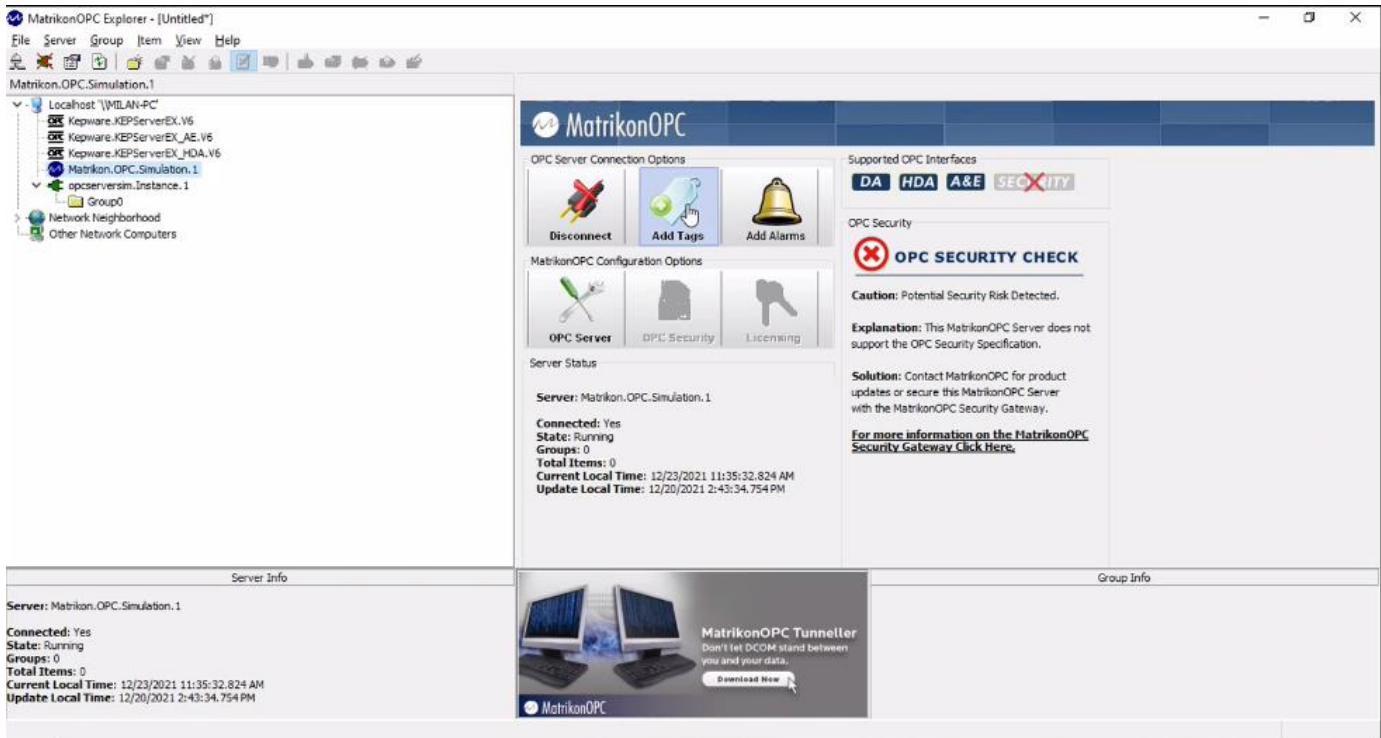 MatrikonOPC Explorer - [Untitled*]
File Server Group Item View Help
Matrikon.OPC.Simulation.1
Localhost '\\MILAN-PC'
Kepware.KEPServerEX.V6
Kepware.KEPServerEX_AE.V6
Kepware.KEPServerEX_HDA.V6
Matrikon.OPC.Simulation.1
opcserversim.Instance.1
Group0
Network Neighborhood
Other Network Computers
MatrikonOPC
OPC Server Connection Options
Disconnect Add Tags Add Alarms
MatrikonOPC Configuration Options
OPC Server OPC Security Licensing
Server Status
Server: Matrikon.OPC.Simulation.1
Connected: Yes
State: Running
Groups: 0
Total Items: 0
Current Local Time: 12/23/2021 11:35:32.824 AM
Update Local Time: 12/20/2021 2:43:34.754 PM
Supported OPC Interfaces
DA HDA A&E SECURITY
OPC Security
OPC SECURITY CHECK
Caution: Potential Security Risk Detected.
Explanation: This MatrikonOPC Server does not
support the OPC Security Specification.
Solution: Contact MatrikonOPC for product
updates or secure this MatrikonOPC Server
with the MatrikonOPC Security Gateway.
For more information on the MatrikonOPC
Security Gateway Click Here.
Server Info
Server: Matrikon.OPC.Simulation.1
Connected: Yes
State: Running
Groups: 0
Total Items: 0
Current Local Time: 12/23/2021 11:35:32.824 AM
Update Local Time: 12/20/2021 2:43:34.754 PM
MatrikonOPC Tunneller
Don't let DCOM stand between
you and your data.
Download Now
MatrikonOPC
Group Info